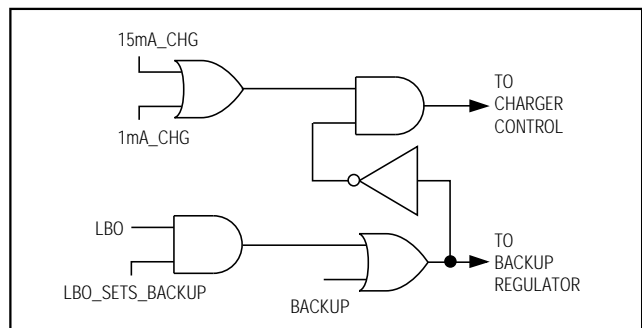 15mA_CHG
1mA_CHG
TO
CHARGER
CONTROL
LBO
LBO_SETS_BACKUP
BACKUP
TO
BACKUP
REGULATOR